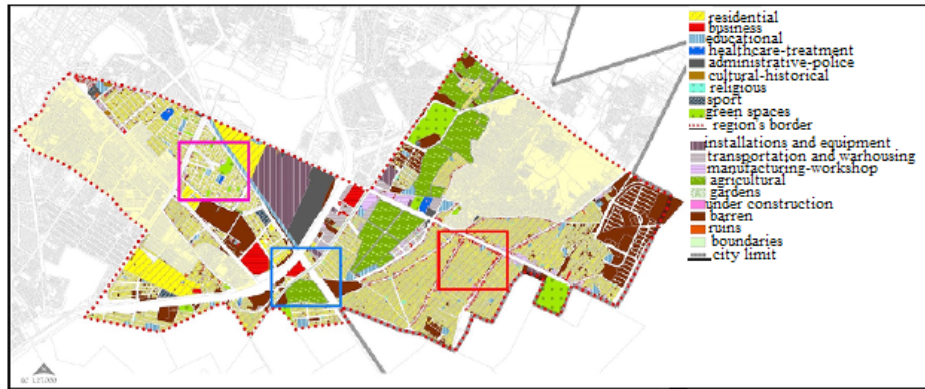 residential
business
educational
healthcare-treatment
administrative-police
cultural-historical
religious
sport
green spaces
region's border
installations and equipment
transportation and warhousing
manufacturing-workshop
agricultural
gardens
under construction
barren
ruins
boundaries
city limit